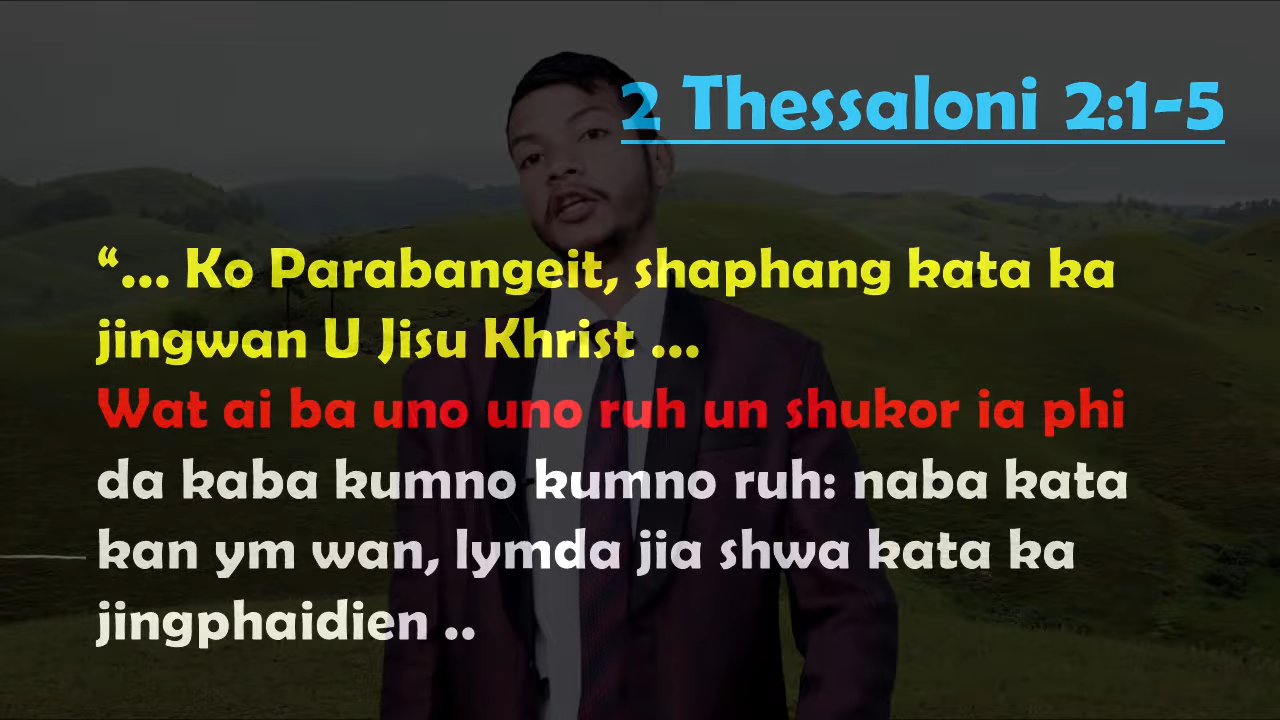 2 Thessaloni 2:1-5
“... Ko Parabangeit, shaphang kata ka
jingwan U Jisu Khrist ...
Wat ai ba uno uno ruh un shukor ia phi
da kaba kumno kumno ruh: naba kata
kan ym wan, lymda jia shwa kata ka
jingphaidien ..